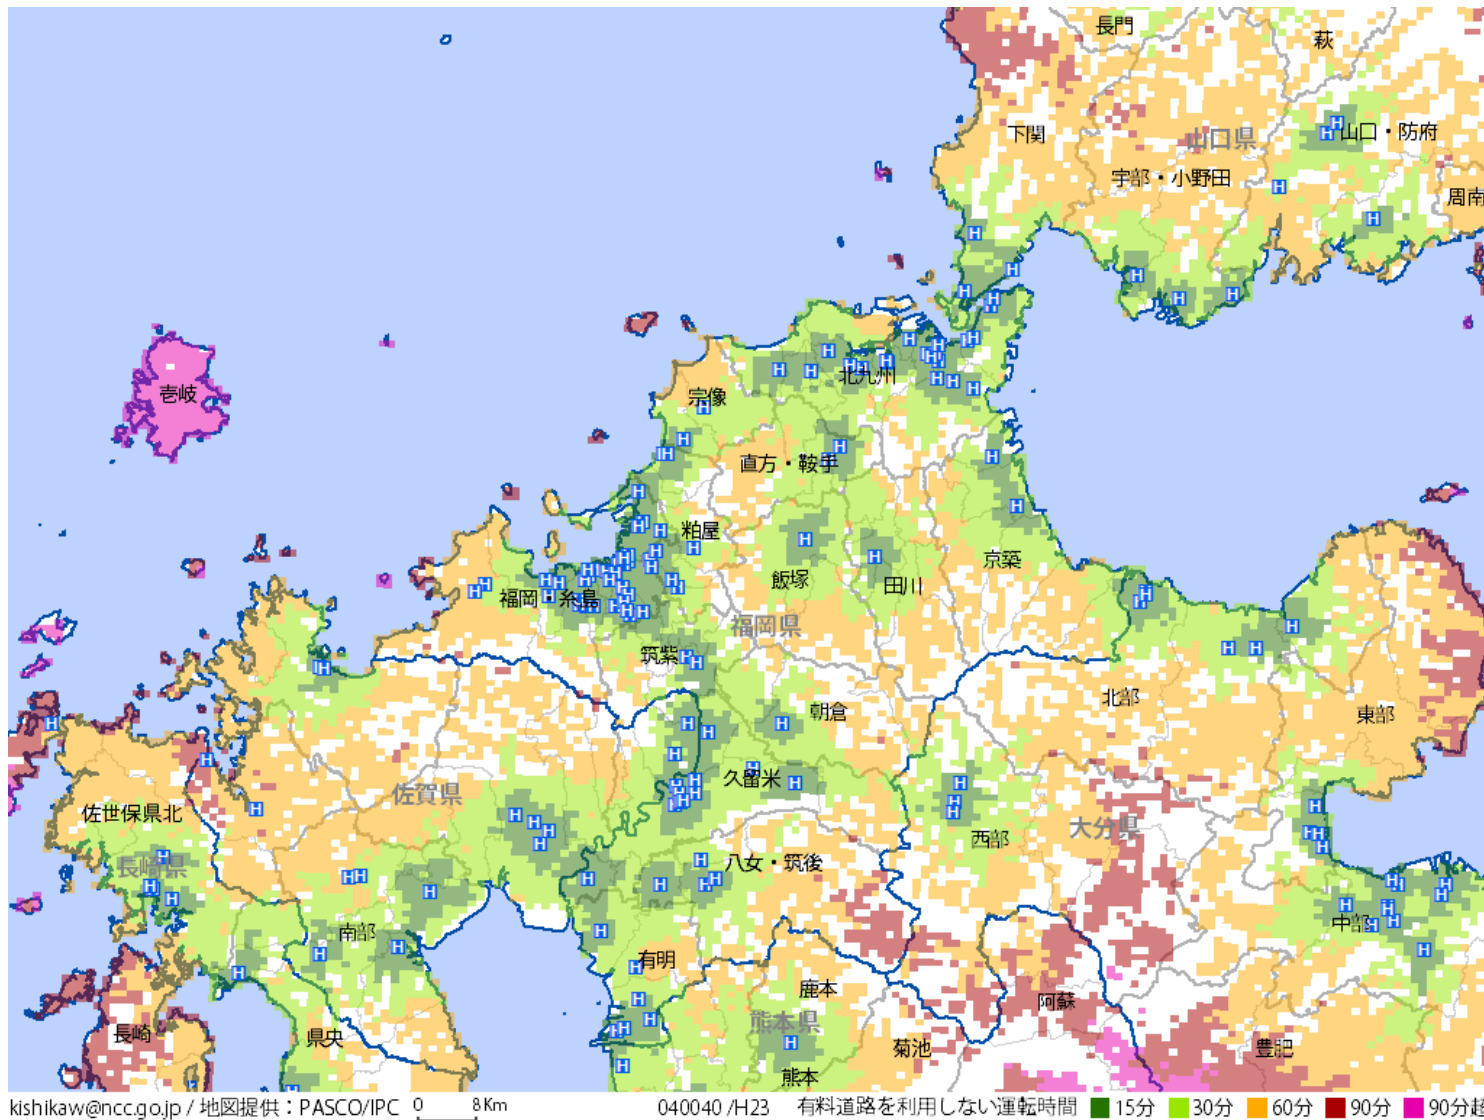 長門
萩
下関
山口県
山口・防府
宇部・小野田
周南
壱岐
北九州
宗像
直方・鞍手
粕屋
飯塚
田川
京築
福岡・糸島
福岡県
筑紫
朝倉
北部
東部
久留米
佐賀県
佐世保県北
長崎県
八女・筑後
西部
大分県
南部
中部
有明
鹿本
阿蘇
長崎
県央
熊本県
菊池
豊肥
熊本
kishikaw@ncc.go.jp / 地図提供：PASCO/IPC 0 8Km 040040 /H23 有料道路を利用しない運転時間 15分 30分 60分 90分 90分超